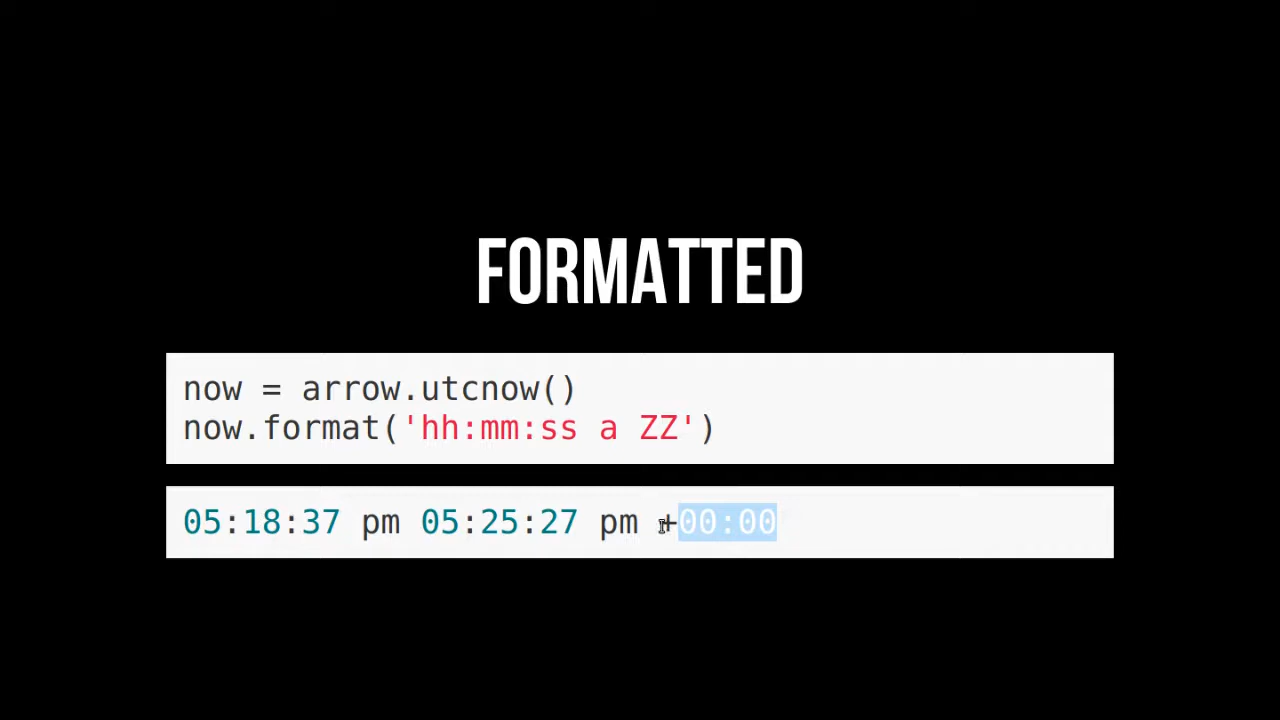 FORMATTED
now = arrow.utcnow()
now.format('hh:mm:ss a ZZ')
05:18:37 pm 05:25:27 pm +00:00